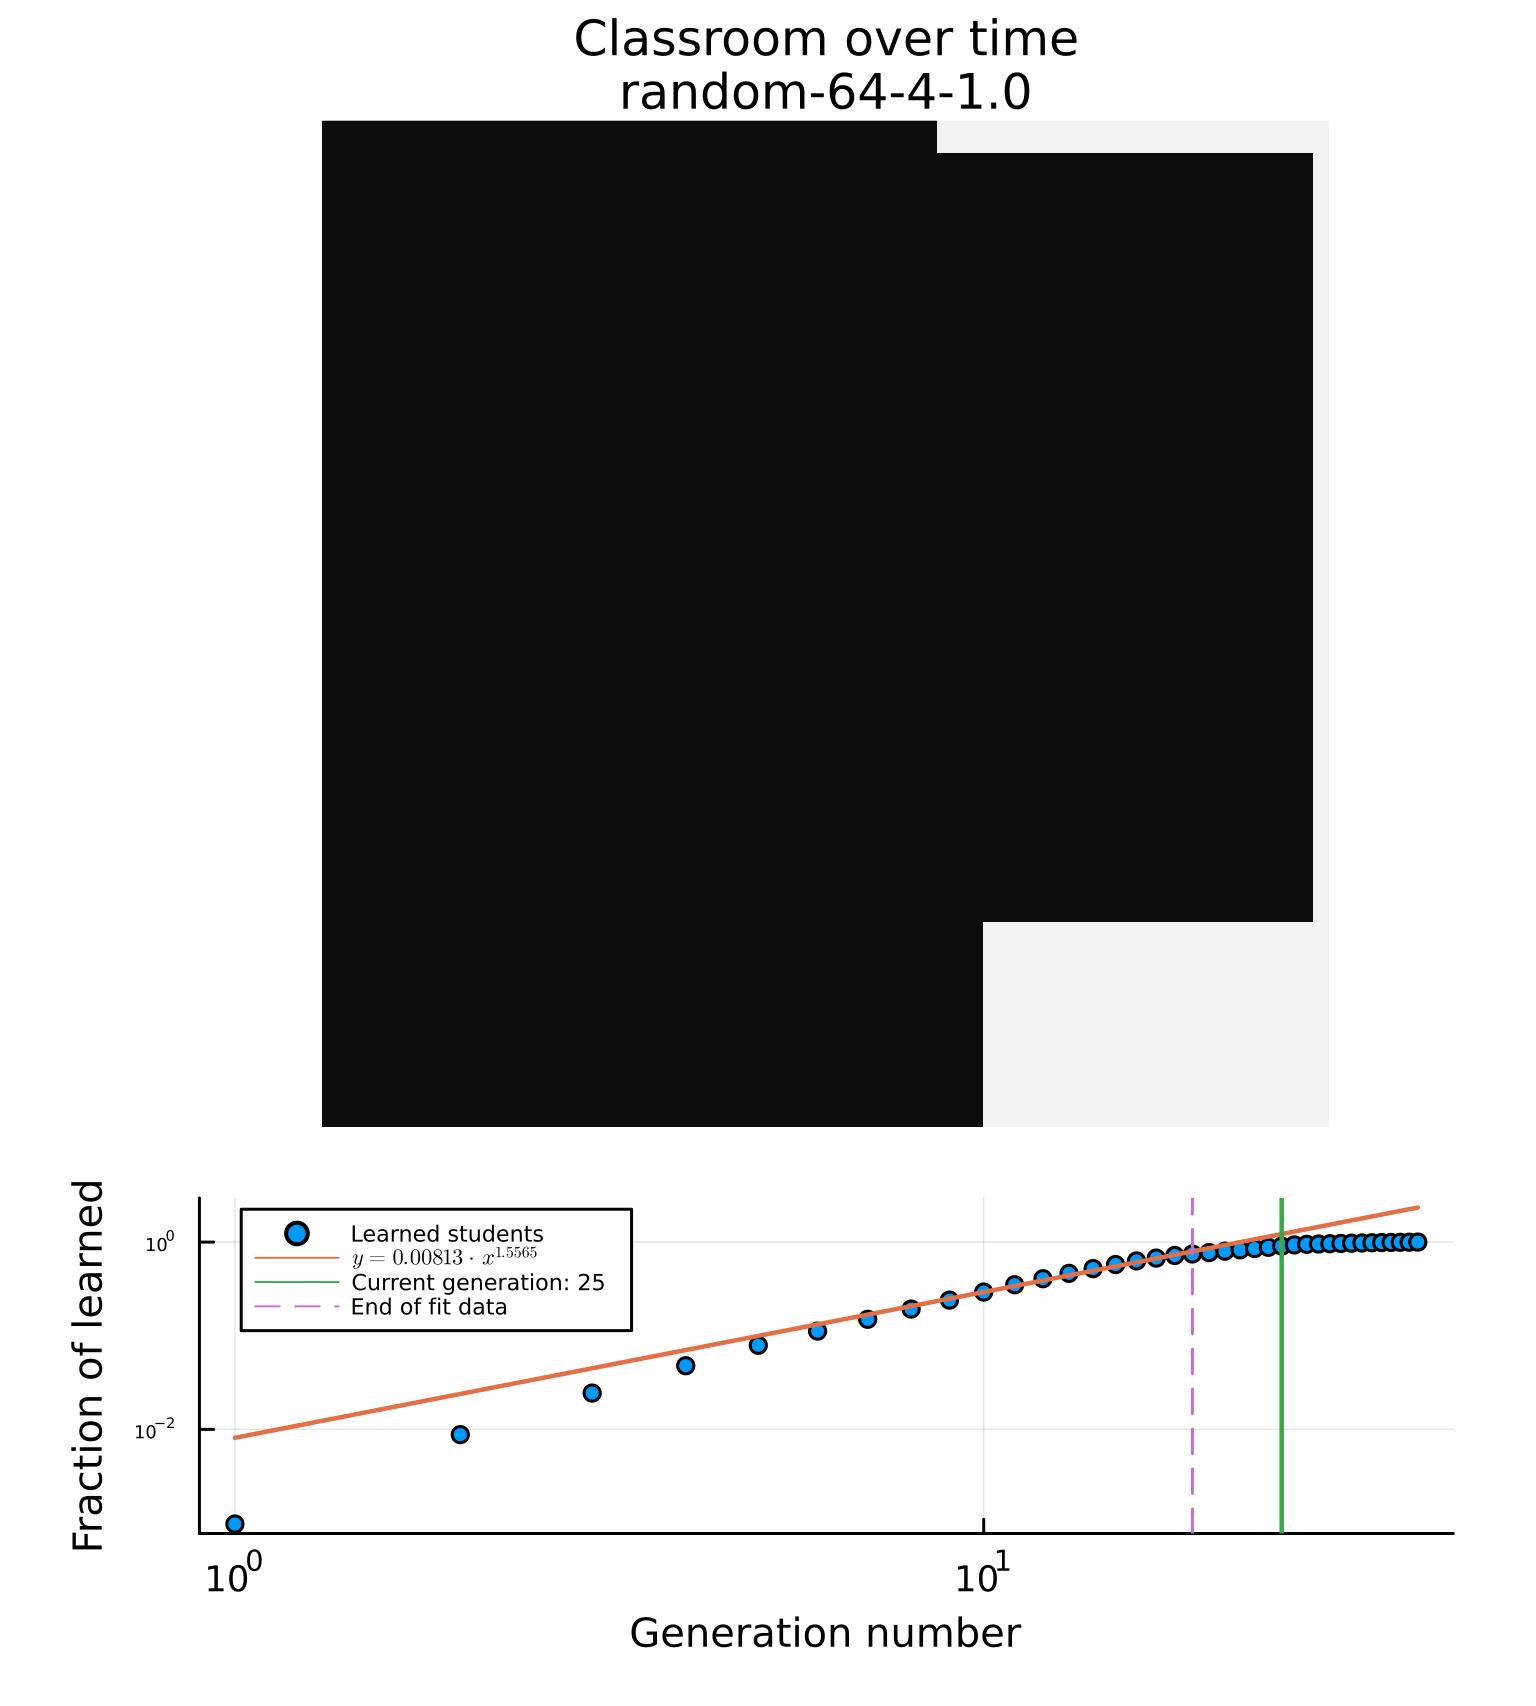 Classroom over time
random-64-4-1.0
Fraction of learned
10^0
10^-2
Learned students
y = 0.00813 · x^1.5565
Current generation: 25
End of fit data
10^0
10^1
Generation number